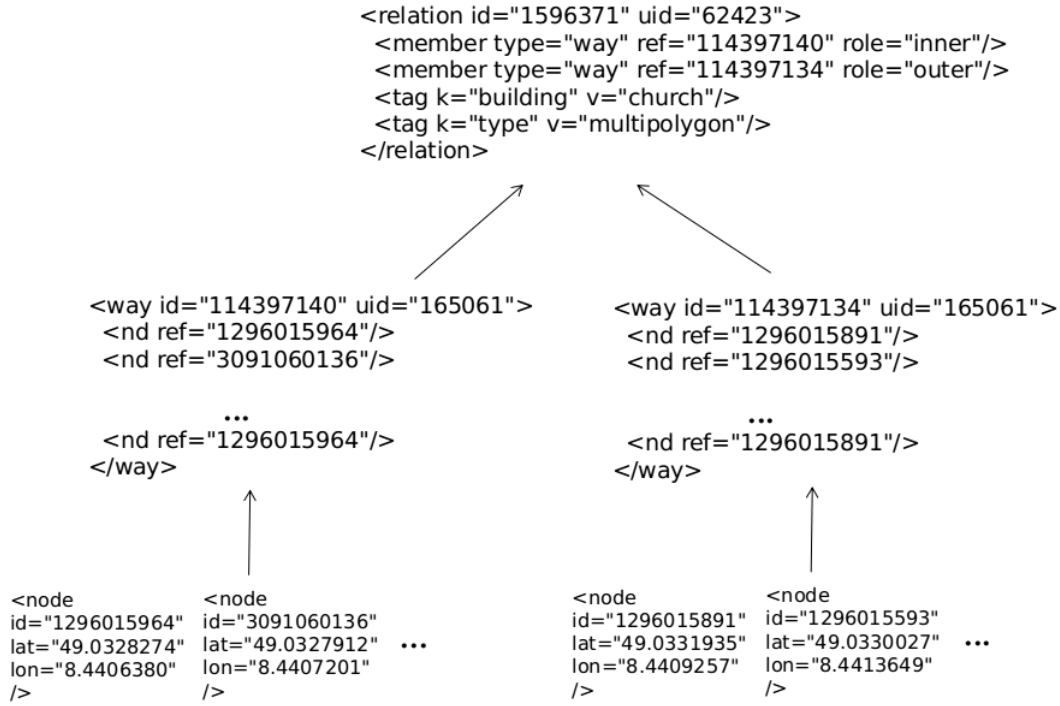 <relation id="1596371" uid="62423">
<member type="way" ref="114397140" role="inner"/>
<member type="way" ref="114397134" role="outer"/>
<tag k="building" v="church"/>
<tag k="type" v="multipolygon"/>
</relation>
<way id="114397140" uid="165061">
<nd ref="1296015964"/>
<nd ref="3091060136"/>
...
<nd ref="1296015964"/>
</way>
<way id="114397134" uid="165061">
<nd ref="1296015891"/>
<nd ref="1296015593"/>
...
<nd ref="1296015891"/>
</way>
<node
id="1296015964"
lat="49.0328274"
lon="8.4406380"
/>
<node
id="3091060136"
lat="49.0327912"
lon="8.4407201"
/>
...
<node
id="1296015891"
lat="49.0331935"
lon="8.4409257"
/>
<node
id="1296015593"
lat="49.0330027"
lon="8.4413649"
/>
...